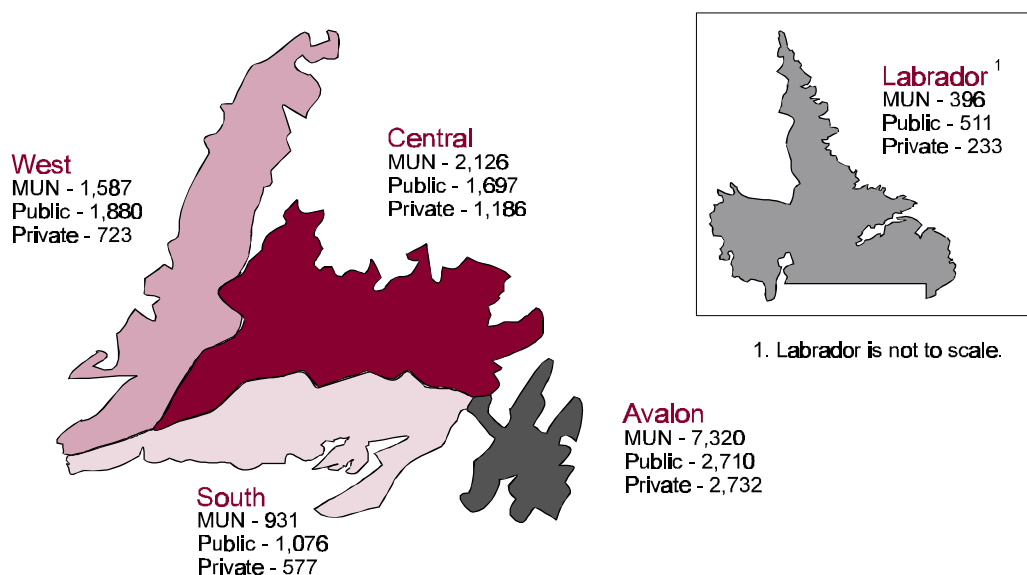 West
MUN - 1,587
Public - 1,880
Private - 723
Central
MUN - 2,126
Public - 1,697
Private - 1,186
Labrador 1
MUN - 396
Public - 511
Private - 233
1. Labrador is not to scale.
Avalon
MUN - 7,320
Public - 2,710
Private - 2,732
South
MUN - 931
Public - 1,076
Private - 577